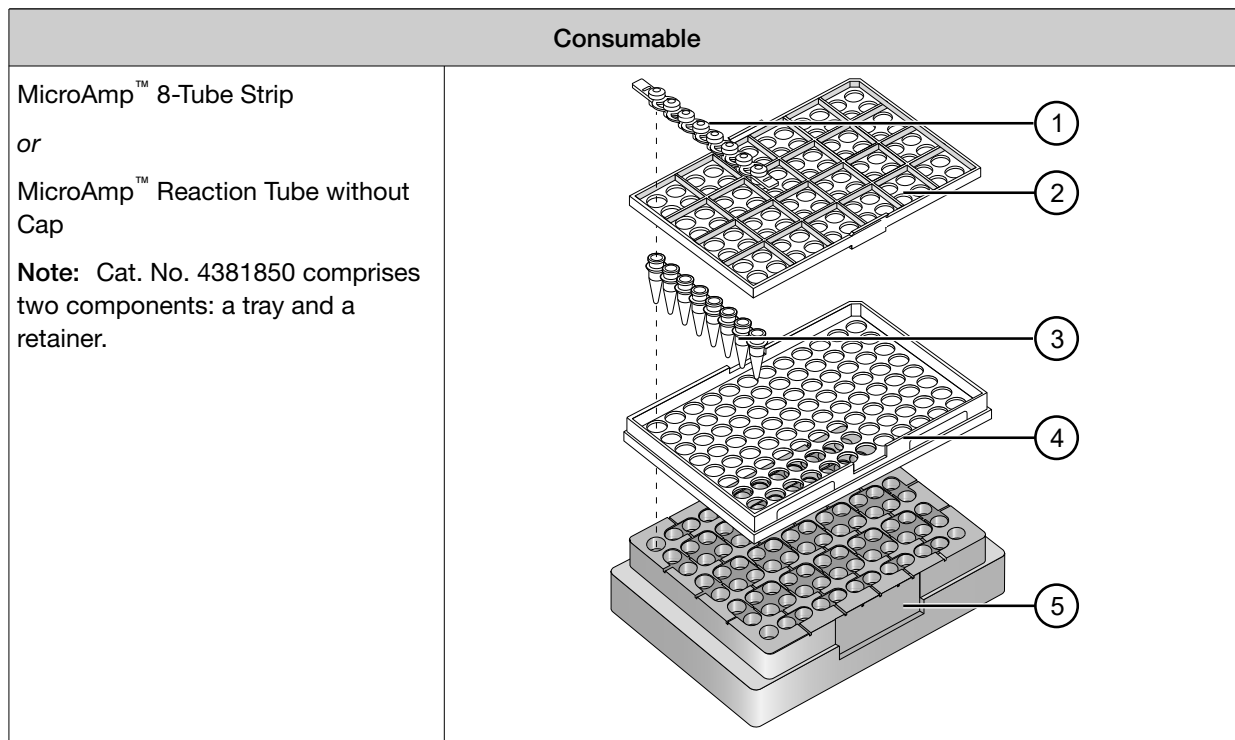 Consumable
MicroAmp™ 8-Tube Strip
or
MicroAmp™ Reaction Tube without
Cap
Note: Cat. No. 4381850 comprises
two components: a tray and a
retainer.
1
2
3
4
5